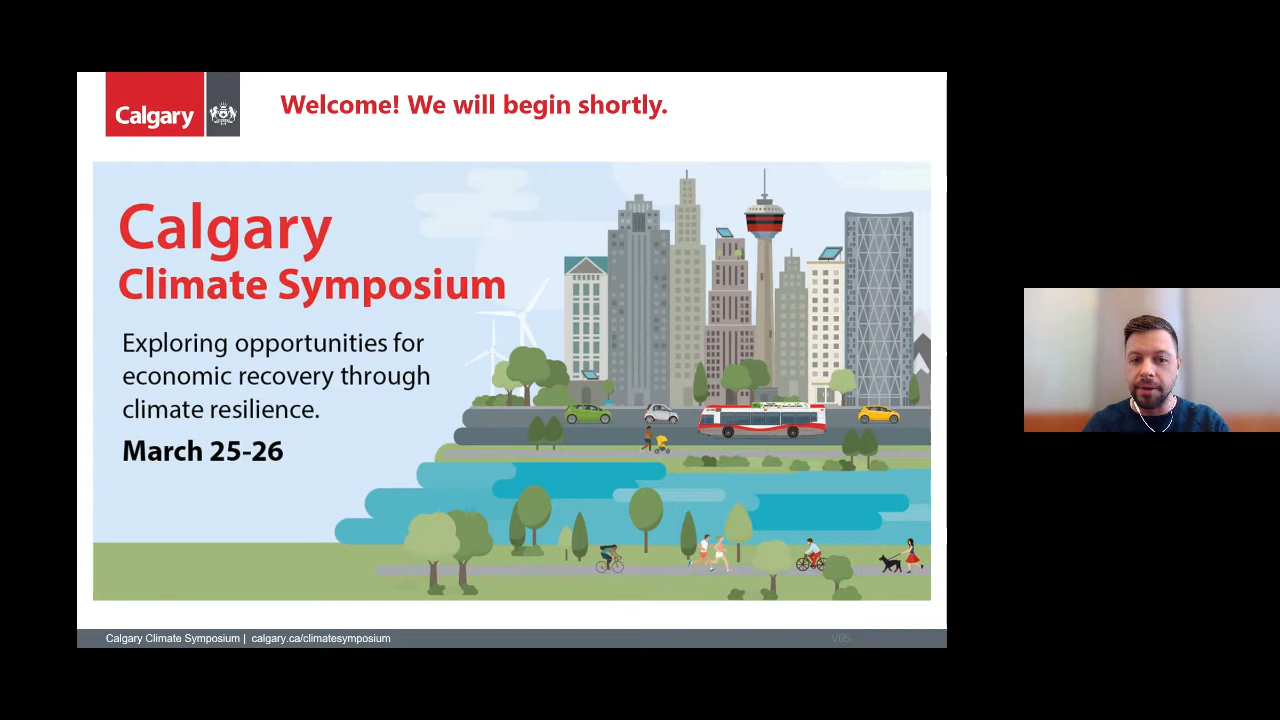 Calgary
Welcome! We will begin shortly.
Calgary
Climate Symposium
Exploring opportunities for
economic recovery through
climate resilience.
March 25-26
Calgary Climate Symposium | calgary.ca/climatesymposium
V05